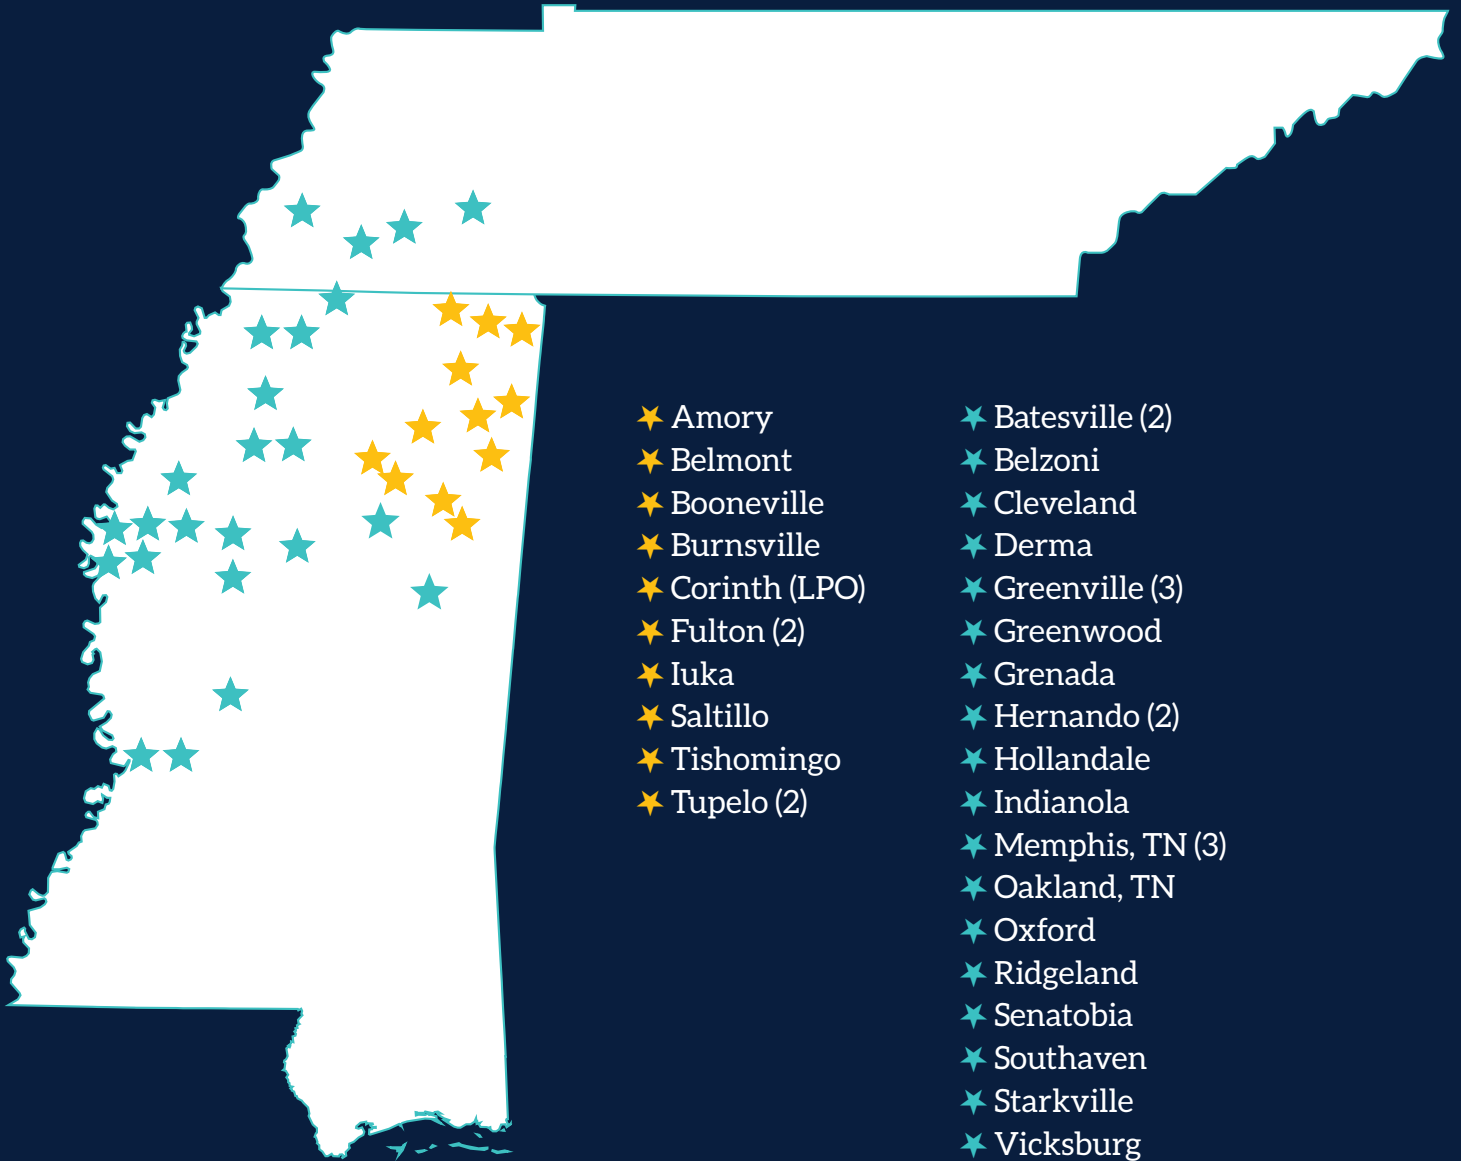 Amory
Belmont
Booneville
Burnsville
Corinth (LPO)
Fulton (2)
Iuka
Saltillo
Tishomingo
Tupelo (2)
Batesville (2)
Belzoni
Cleveland
Derma
Greenville (3)
Greenwood
Grenada
Hernando (2)
Hollandale
Indianola
Memphis, TN (3)
Oakland, TN
Oxford
Ridgeland
Senatobia
Southaven
Starkville
Vicksburg